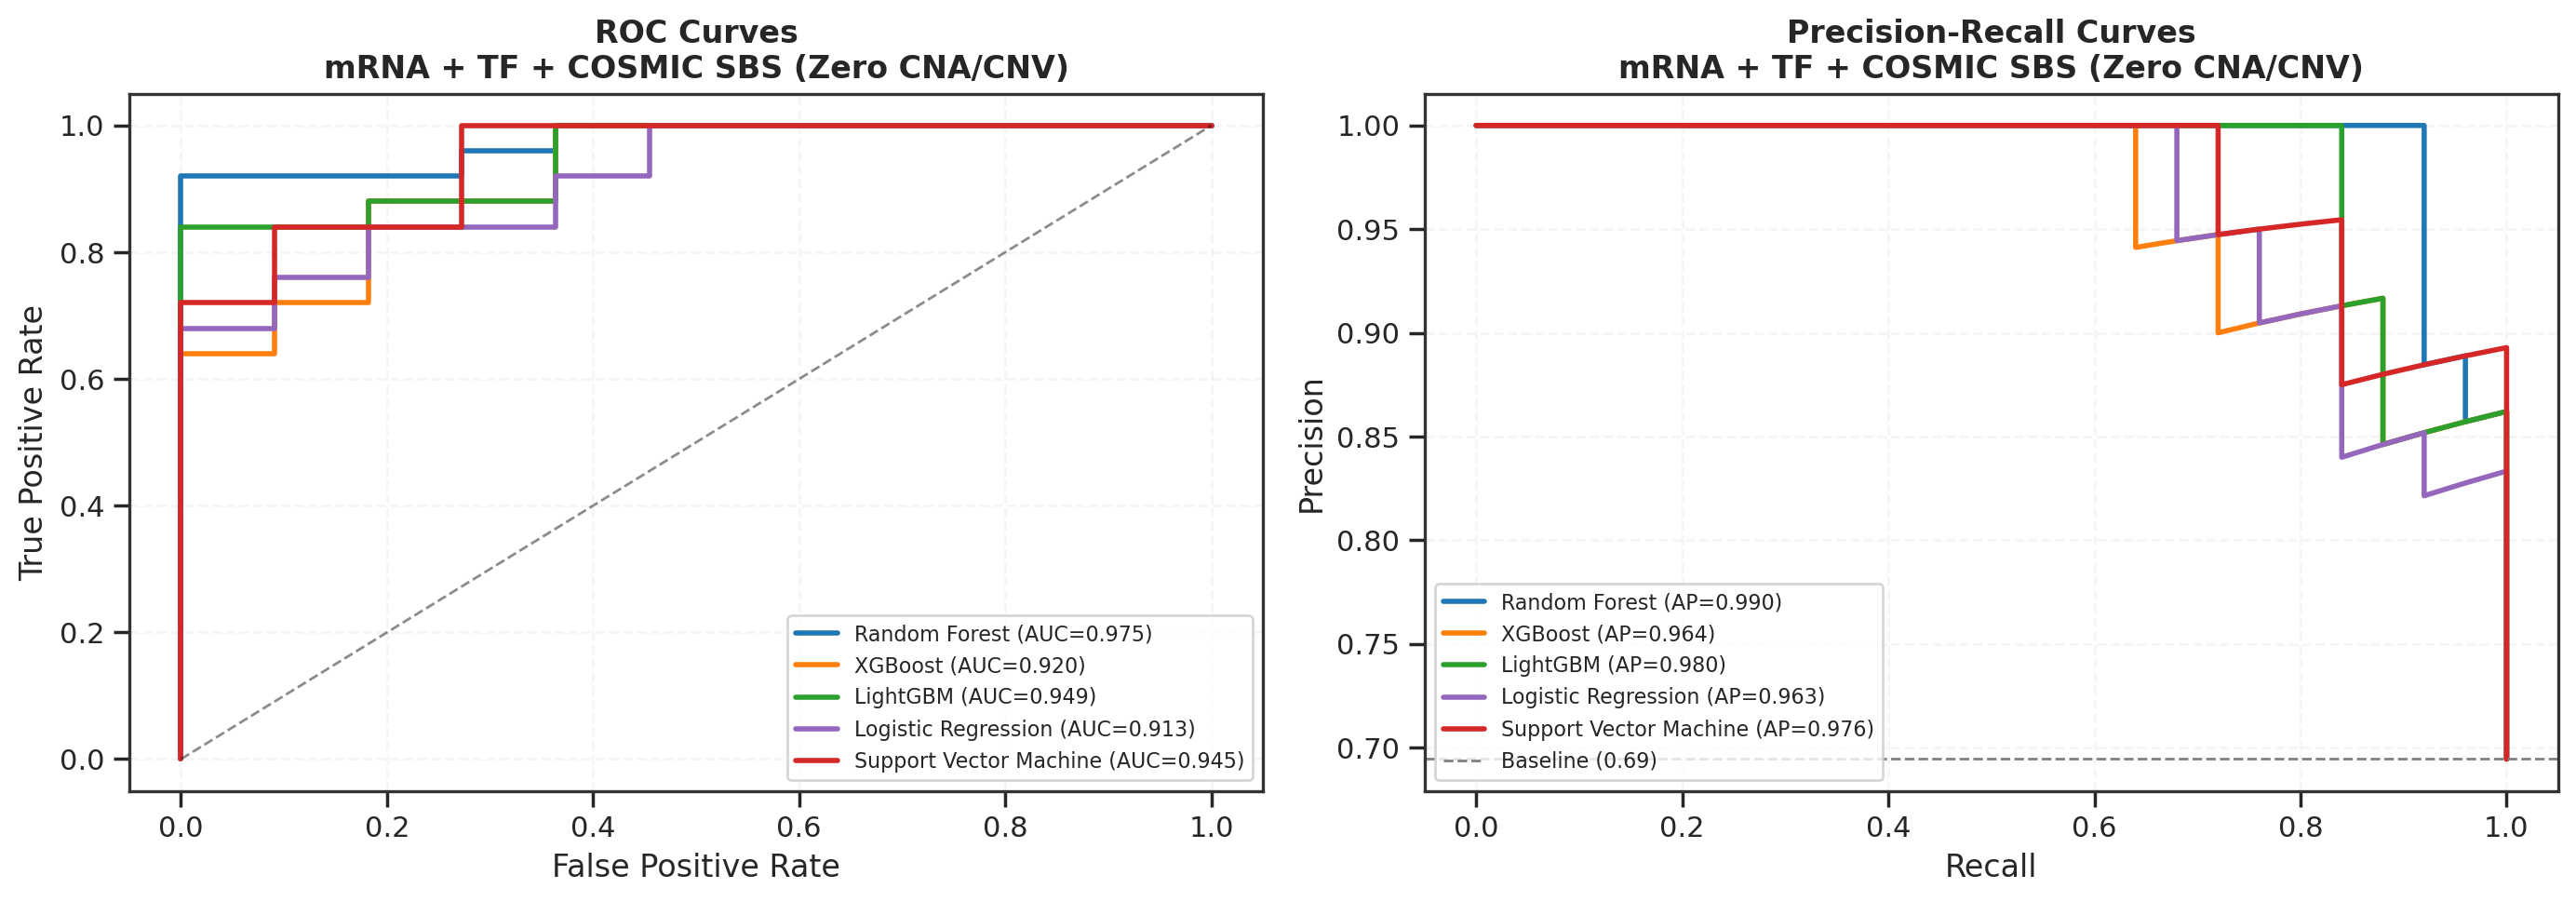 ROC Curves
mRNA + TF + COSMIC SBS (Zero CNA/CNV)
True Positive Rate
1.0
0.8
0.6
0.4
0.2
0.0
0.0 0.2 0.4 0.6 0.8 1.0
False Positive Rate
Random Forest (AUC=0.975)
XGBoost (AUC=0.920)
LightGBM (AUC=0.949)
Logistic Regression (AUC=0.913)
Support Vector Machine (AUC=0.945)
Precision-Recall Curves
mRNA + TF + COSMIC SBS (Zero CNA/CNV)
Precision
1.00
0.95
0.90
0.85
0.80
0.75
0.70
0.0 0.2 0.4 0.6 0.8 1.0
Recall
Random Forest (AP=0.990)
XGBoost (AP=0.964)
LightGBM (AP=0.980)
Logistic Regression (AP=0.963)
Support Vector Machine (AP=0.976)
Baseline (0.69)